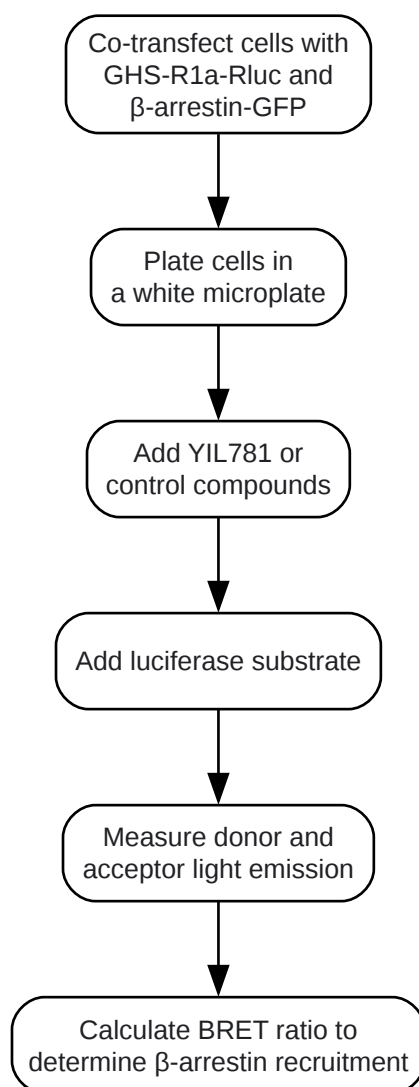 Co-transfect cells with
GHS-R1a-Rluc and
β-arrestin-GFP
Plate cells in
a white microplate
Add YIL781 or
control compounds
Add luciferase substrate
Measure donor and
acceptor light emission
Calculate BRET ratio to
determine β-arrestin recruitment